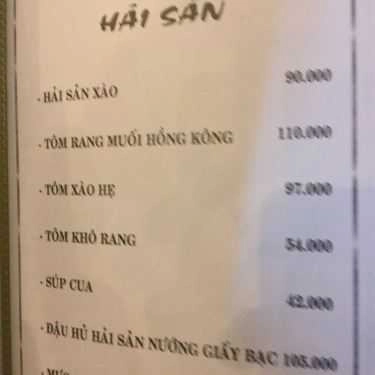 HẢI SẢN
- HẢI SẢN XÀO 90.000
- TÔM RANG MUỐI HỒNG KÔNG 110.000
- TÔM XÀO HẸ 97.000
- TÔM KHÔ RANG 54.000
- SÚP CUA 42.000
- ĐẬU HỦ HẢI SẢN NƯỚNG GIẤY BẠC 105.000